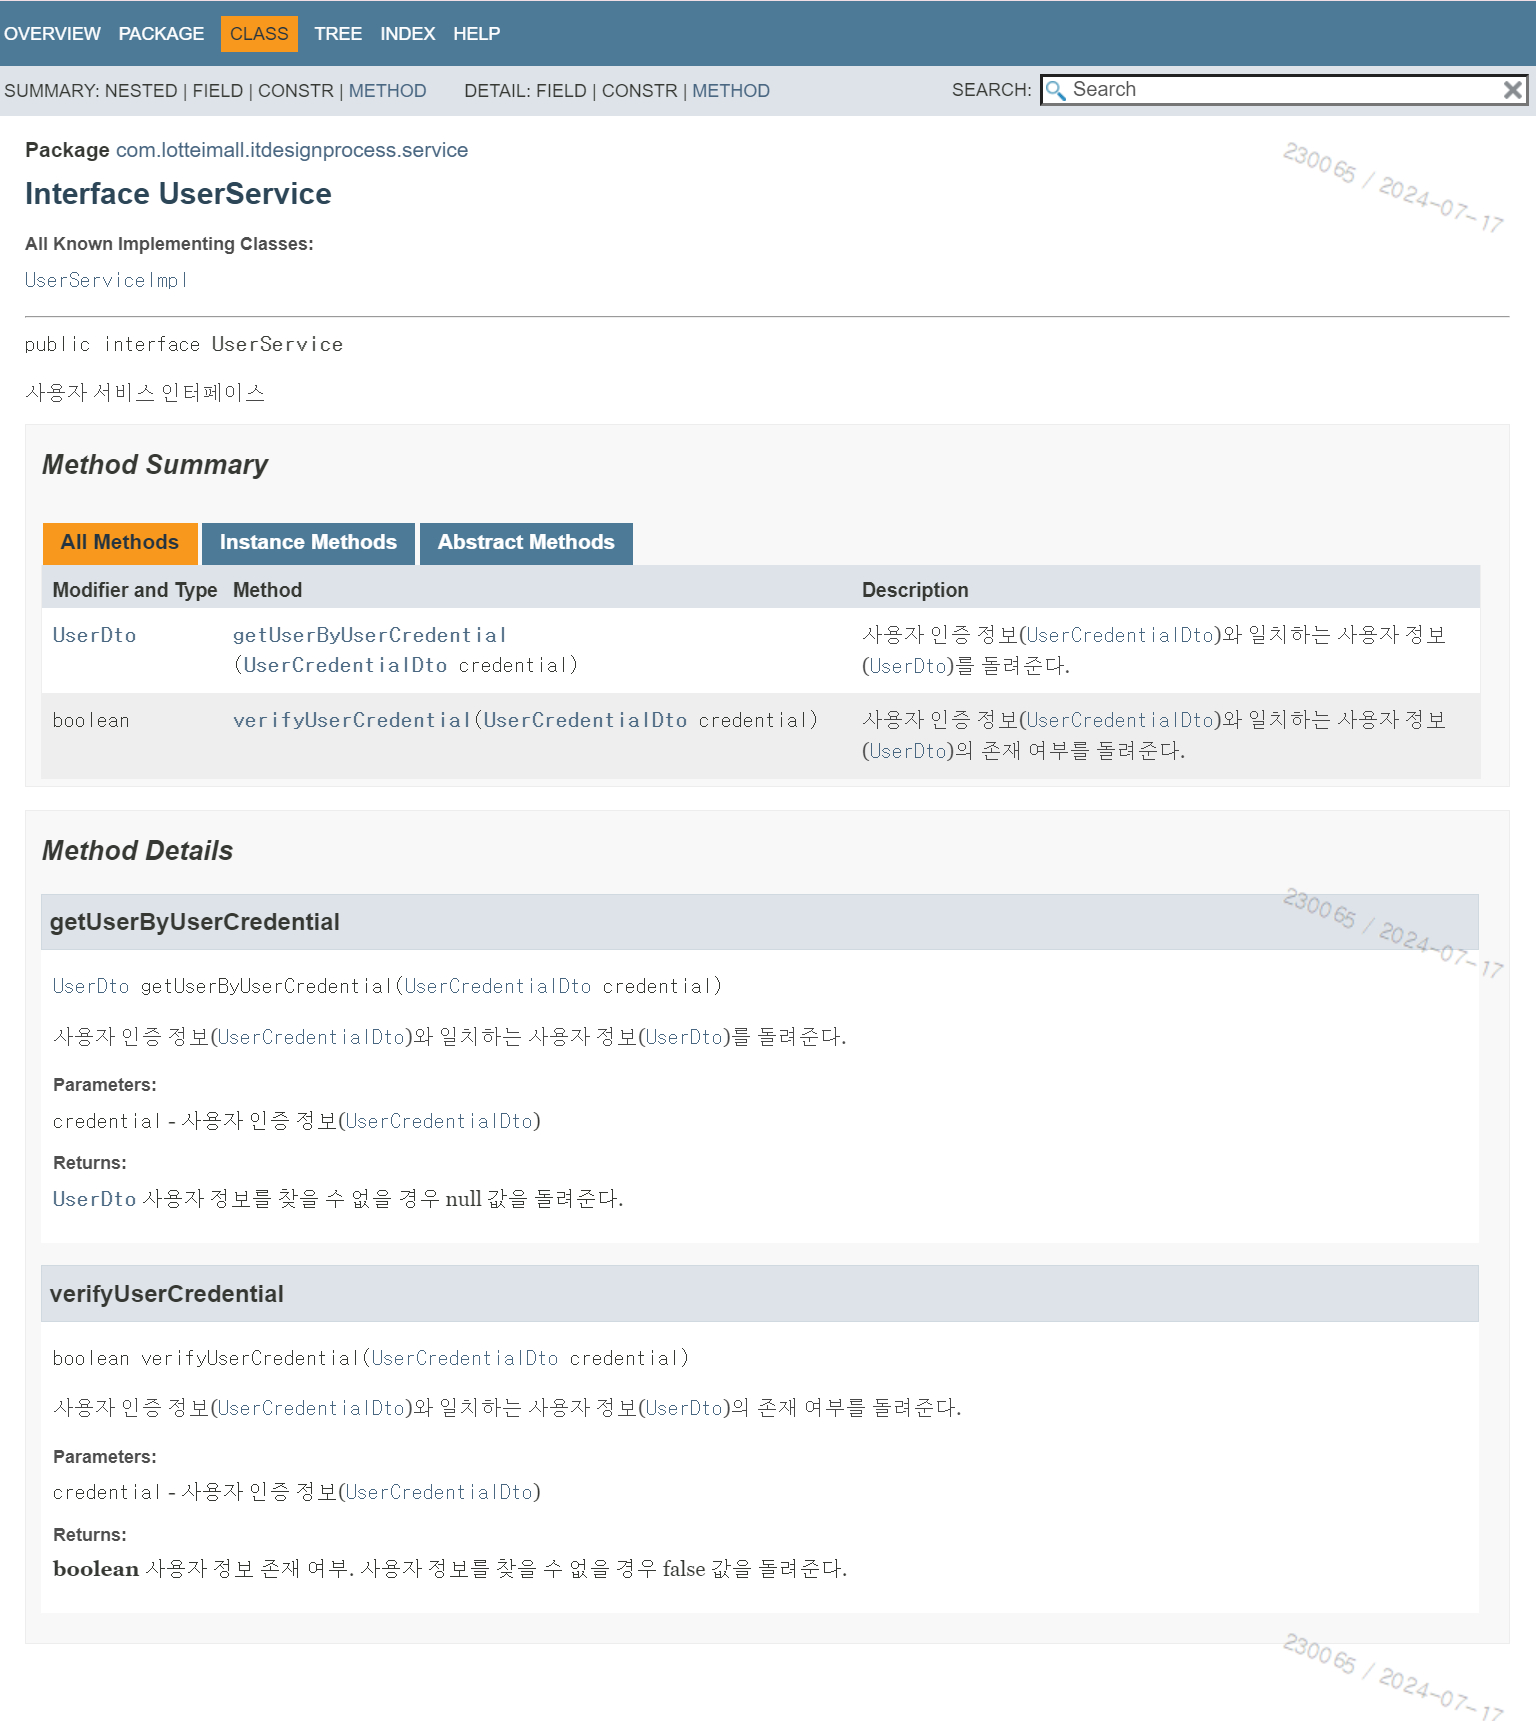 OVERVIEW PACKAGE CLASS TREE INDEX HELP
SUMMARY: NESTED | FIELD | CONSTR | METHOD DETAIL: FIELD | CONSTR | METHOD SEARCH: Search
Package com.lotteimall.itdesignprocess.service
230065 / 2024-07-17
Interface UserService
All Known Implementing Classes:
UserServiceImpl
public interface UserService
사용자 서비스 인터페이스
Method Summary
All Methods Instance Methods Abstract Methods
Modifier and Type Method Description
UserDto getUserByUserCredential 사용자 인증 정보(UserCredentialDto)와 일치하는 사용자 정보
(UserCredentialDto credential) (UserDto)를 돌려준다.
boolean verifyUserCredential(UserCredentialDto credential) 사용자 인증 정보(UserCredentialDto)와 일치하는 사용자 정보
(UserDto)의 존재 여부를 돌려준다.
Method Details
getUserByUserCredential
230065 / 2024-07-17
UserDto getUserByUserCredential(UserCredentialDto credential)
사용자 인증 정보(UserCredentialDto)와 일치하는 사용자 정보(UserDto)를 돌려준다.
Parameters:
credential - 사용자 인증 정보(UserCredentialDto)
Returns:
UserDto 사용자 정보를 찾을 수 없을 경우 null 값을 돌려준다.
verifyUserCredential
boolean verifyUserCredential(UserCredentialDto credential)
사용자 인증 정보(UserCredentialDto)와 일치하는 사용자 정보(UserDto)의 존재 여부를 돌려준다.
Parameters:
credential - 사용자 인증 정보(UserCredentialDto)
Returns:
boolean 사용자 정보 존재 여부. 사용자 정보를 찾을 수 없을 경우 false 값을 돌려준다.
230065 / 2024-07-17